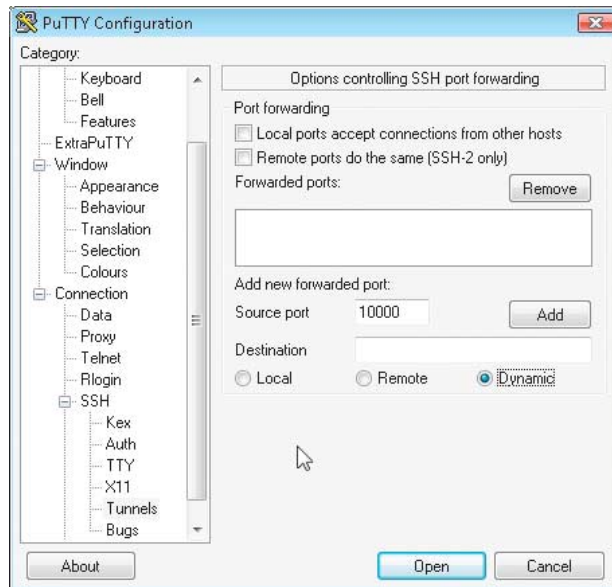 PuTTY Configuration
Category:
Keyboard
Bell
Features
ExtraPuTTY
Window
Appearance
Behaviour
Translation
Selection
Colours
Connection
Data
Proxy
Telnet
Rlogin
SSH
Kex
Auth
TTY
X11
Tunnels
Bugs
Options controlling SSH port forwarding
Port forwarding
Local ports accept connections from other hosts
Remote ports do the same (SSH-2 only)
Forwarded ports:
Remove
Add new forwarded port:
Source port 10000 Add
Destination
Local Remote Dynamic
About Open Cancel